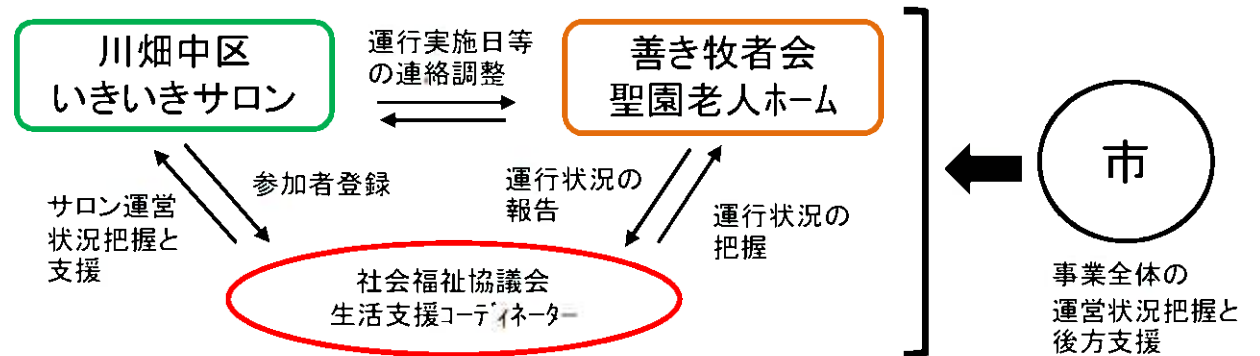 川畑中区
いきいきサロン
運行実施日等
の連絡調整
善き牧者会
聖園老人ホーム
市
サロン運営
状況把握と
支援
参加者登録
運行状況の
報告
運行状況の
把握
社会福祉協議会
生活支援コーディネーター
事業全体の
運営状況把握と
後方支援